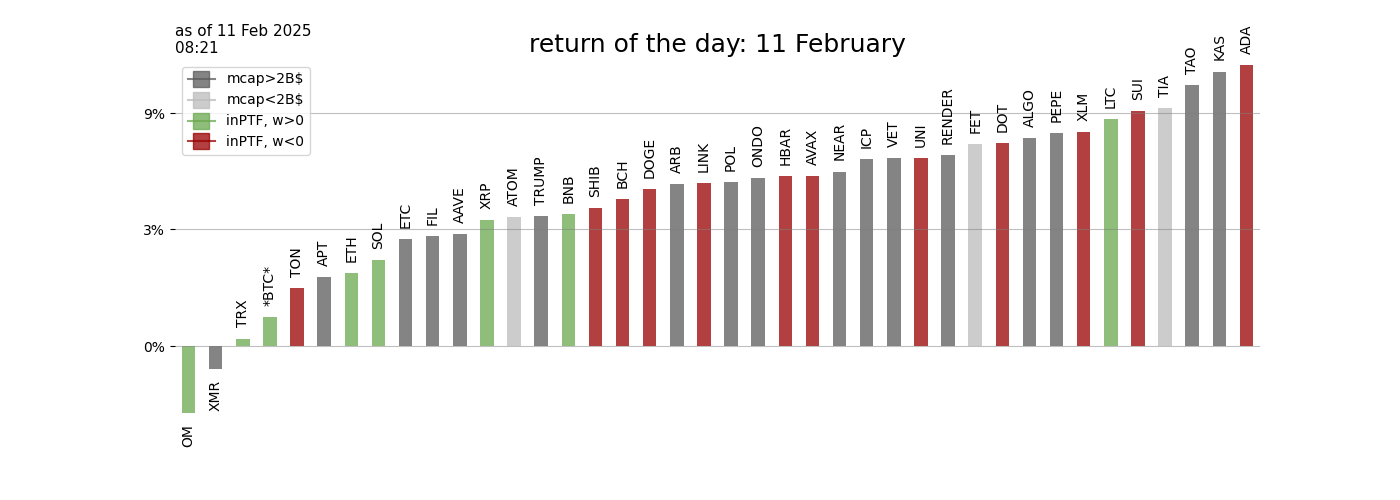 as of 11 Feb 2025
08:21
return of the day: 11 February
mcap>2B$
mcap<2B$
inPTF, w>0
inPTF, w<0
9%
3%
0%
OM
XMR
TRX
*BTC*
TON
APT
ETH
SOL
ETC
FIL
AAVE
XRP
ATOM
TRUMP
BNB
SHIB
BCH
DOGE
ARB
LINK
POL
ONDO
HBAR
AVAX
NEAR
ICP
VET
UNI
RENDER
FET
DOT
ALGO
PEPE
XLM
LTC
SUI
TIA
TAO
KAS
ADA